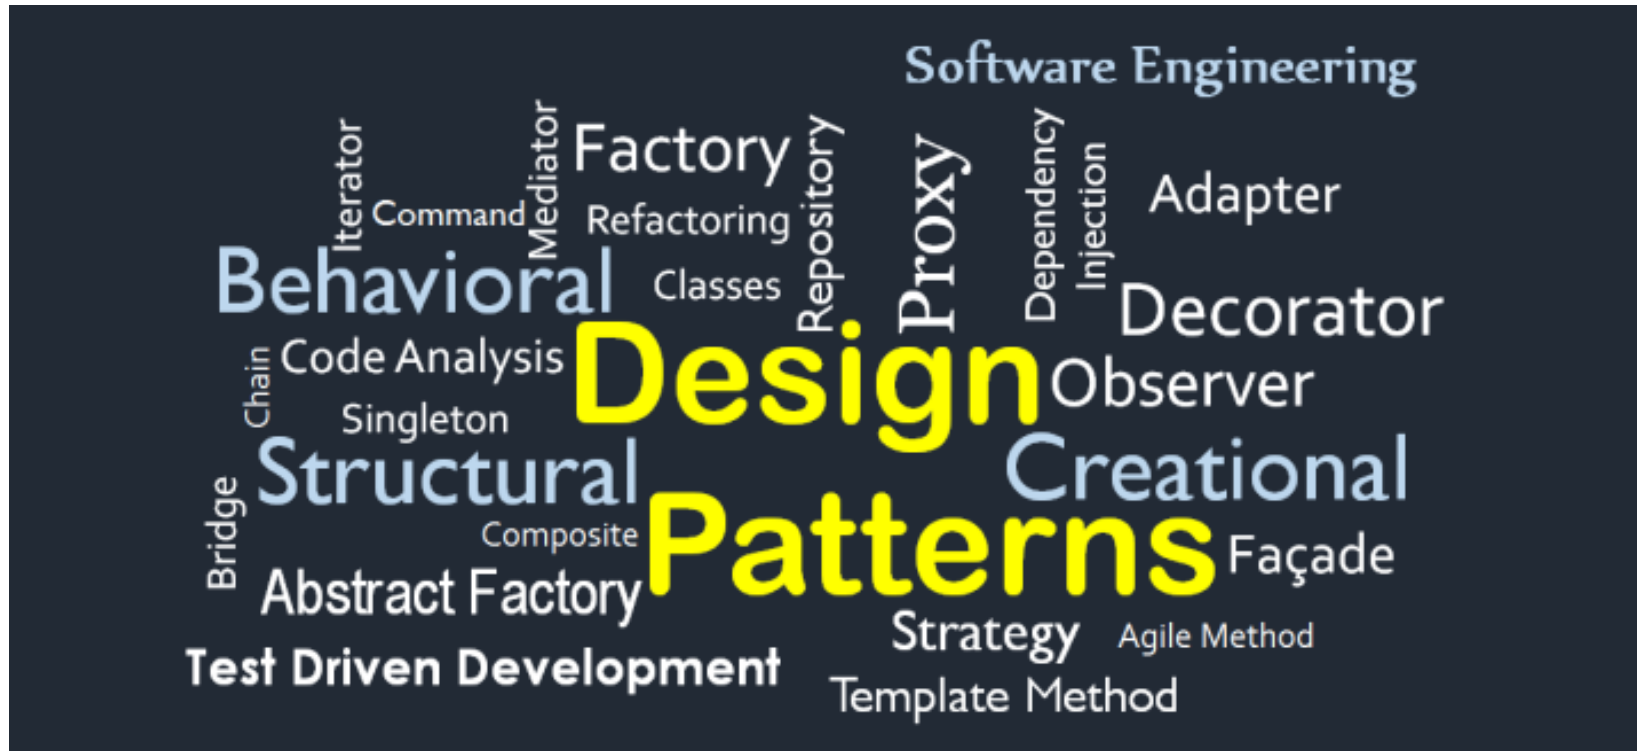 Software Engineering
Iterator
Command
Mediator
Factory
Refactoring
Repository
Proxy
Dependency
Injection
Adapter
Behavioral
Classes
Decorator
Chain
Code Analysis
Design
Observer
Singleton
Structural
Creational
Bridge
Composite
Patterns
Façade
Abstract Factory
Strategy
Agile Method
Test Driven Development
Template Method